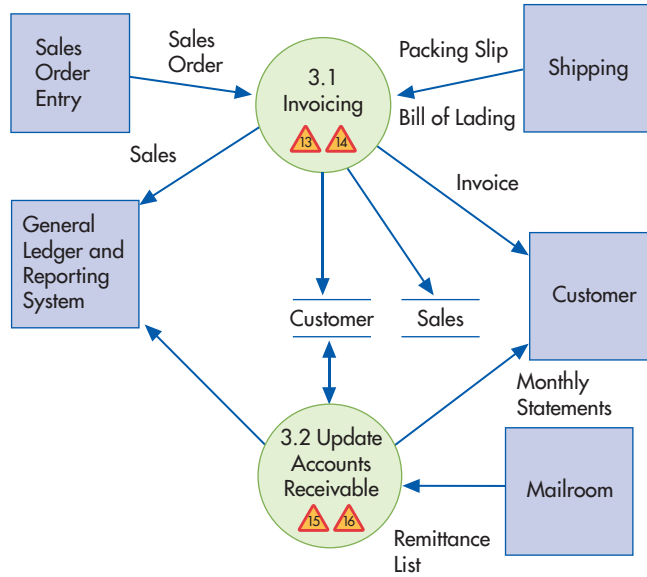 Sales
Order
Entry
Sales
Order
3.1
Invoicing
13
14
Packing Slip
Bill of Lading
Shipping
Sales
Invoice
General
Ledger and
Reporting
System
Customer
Sales
Customer
Monthly
Statements
3.2 Update
Accounts
Receivable
15
16
Remittance
List
Mailroom